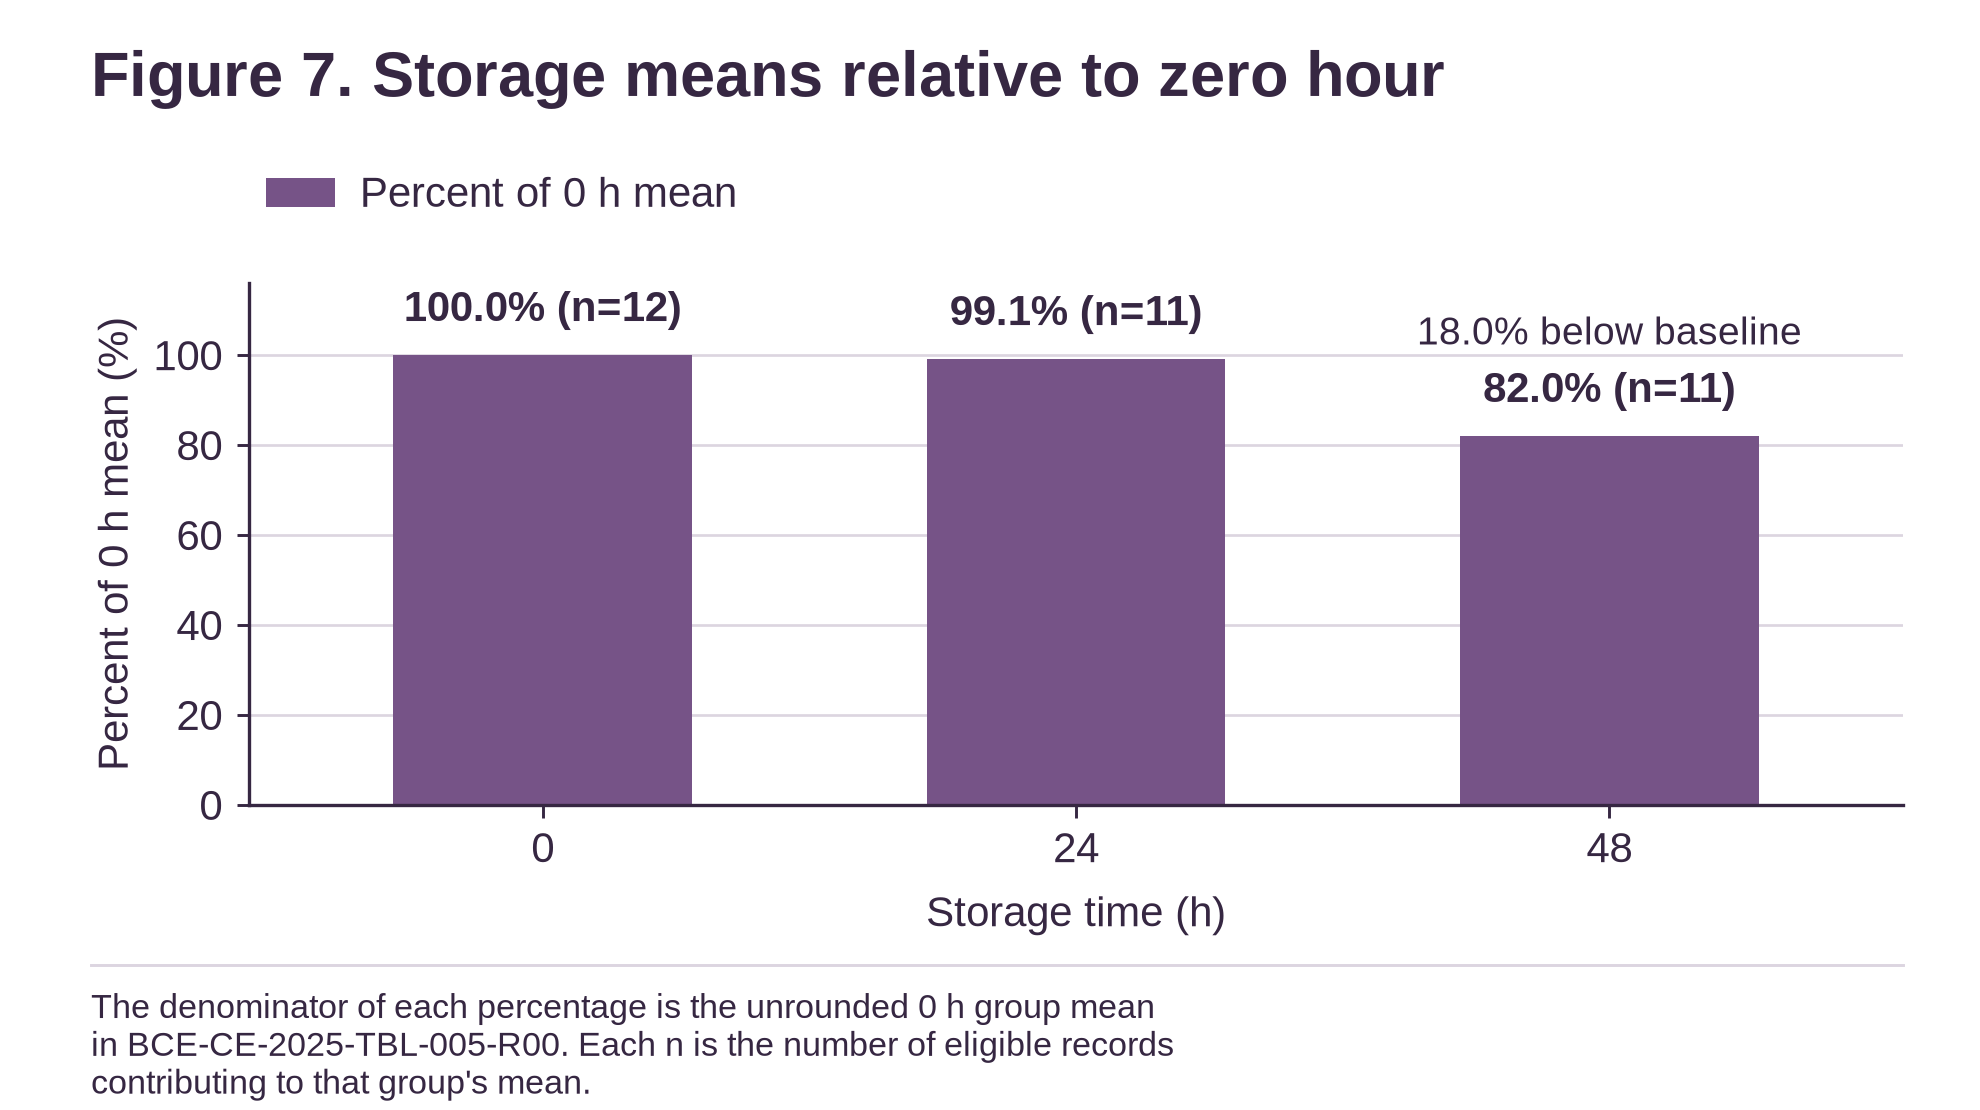 Figure 7. Storage means relative to zero hour
Percent of 0 h mean
100.0% (n=12)
99.1% (n=11)
18.0% below baseline
82.0% (n=11)
Percent of 0 h mean (%)
100
80
60
40
20
0
0
24
48
Storage time (h)
The denominator of each percentage is the unrounded 0 h group mean
in BCE-CE-2025-TBL-005-R00. Each n is the number of eligible records
contributing to that group's mean.